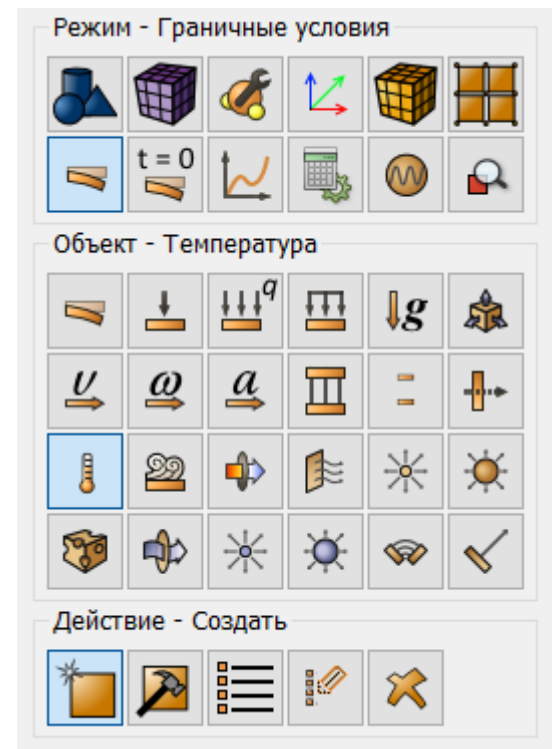 Режим - Граничные условия
t = 0
Объект - Температура
q
g
υ ω a
Действие - Создать